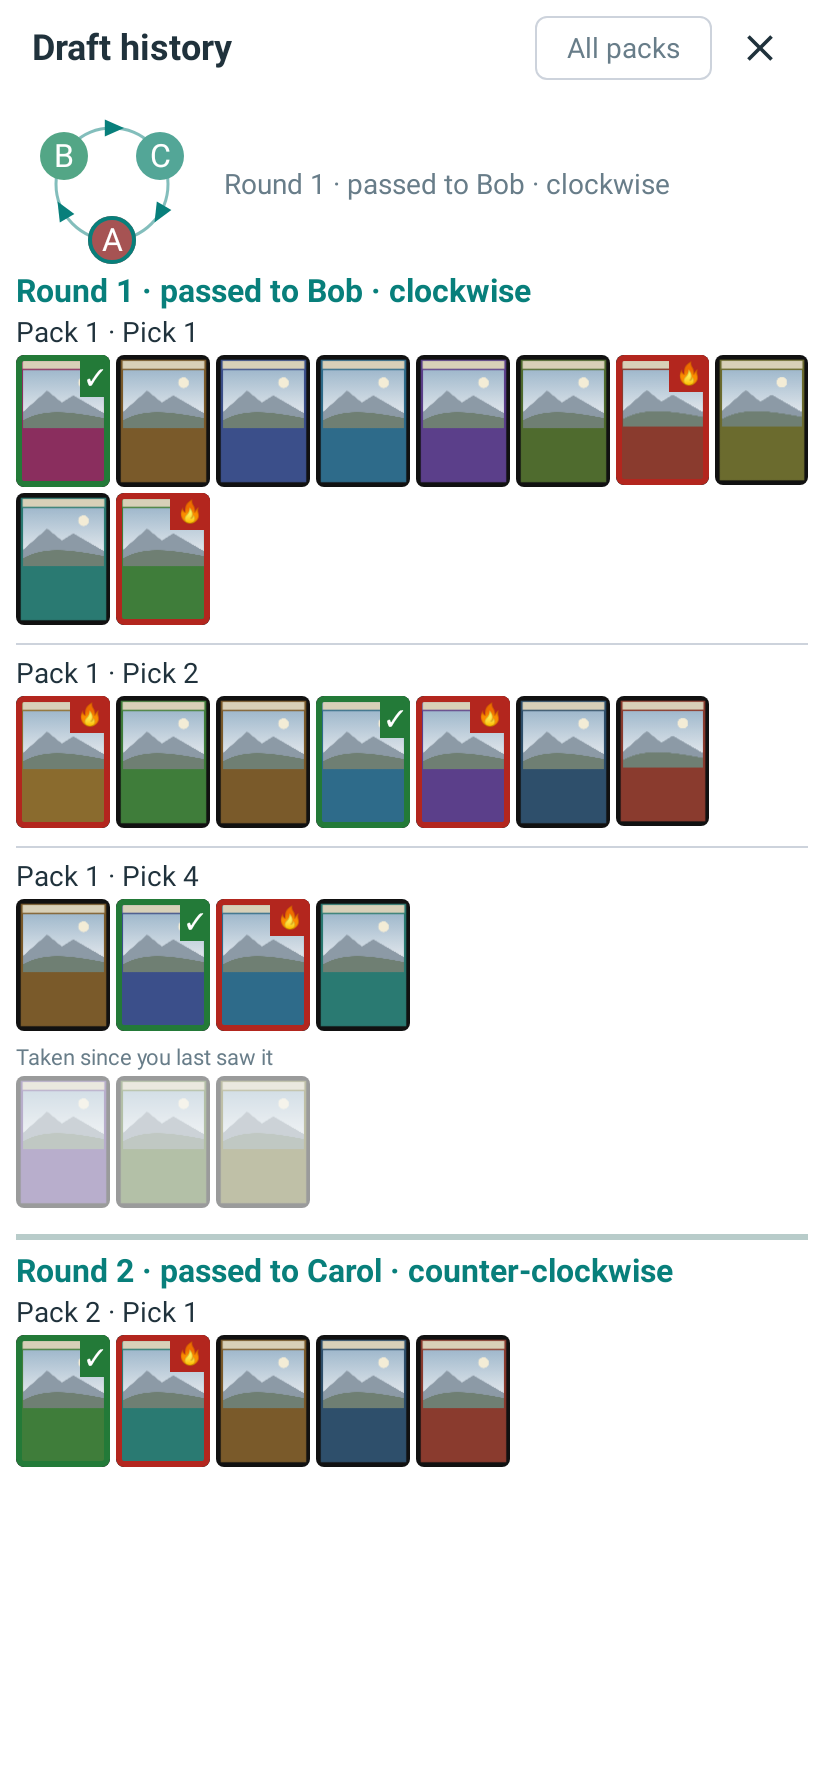 Draft history
All packs
B
C
A
Round 1 · passed to Bob · clockwise
Round 1 · passed to Bob · clockwise
Pack 1 · Pick 1
Pack 1 · Pick 2
Pack 1 · Pick 4
Taken since you last saw it
Round 2 · passed to Carol · counter-clockwise
Pack 2 · Pick 1